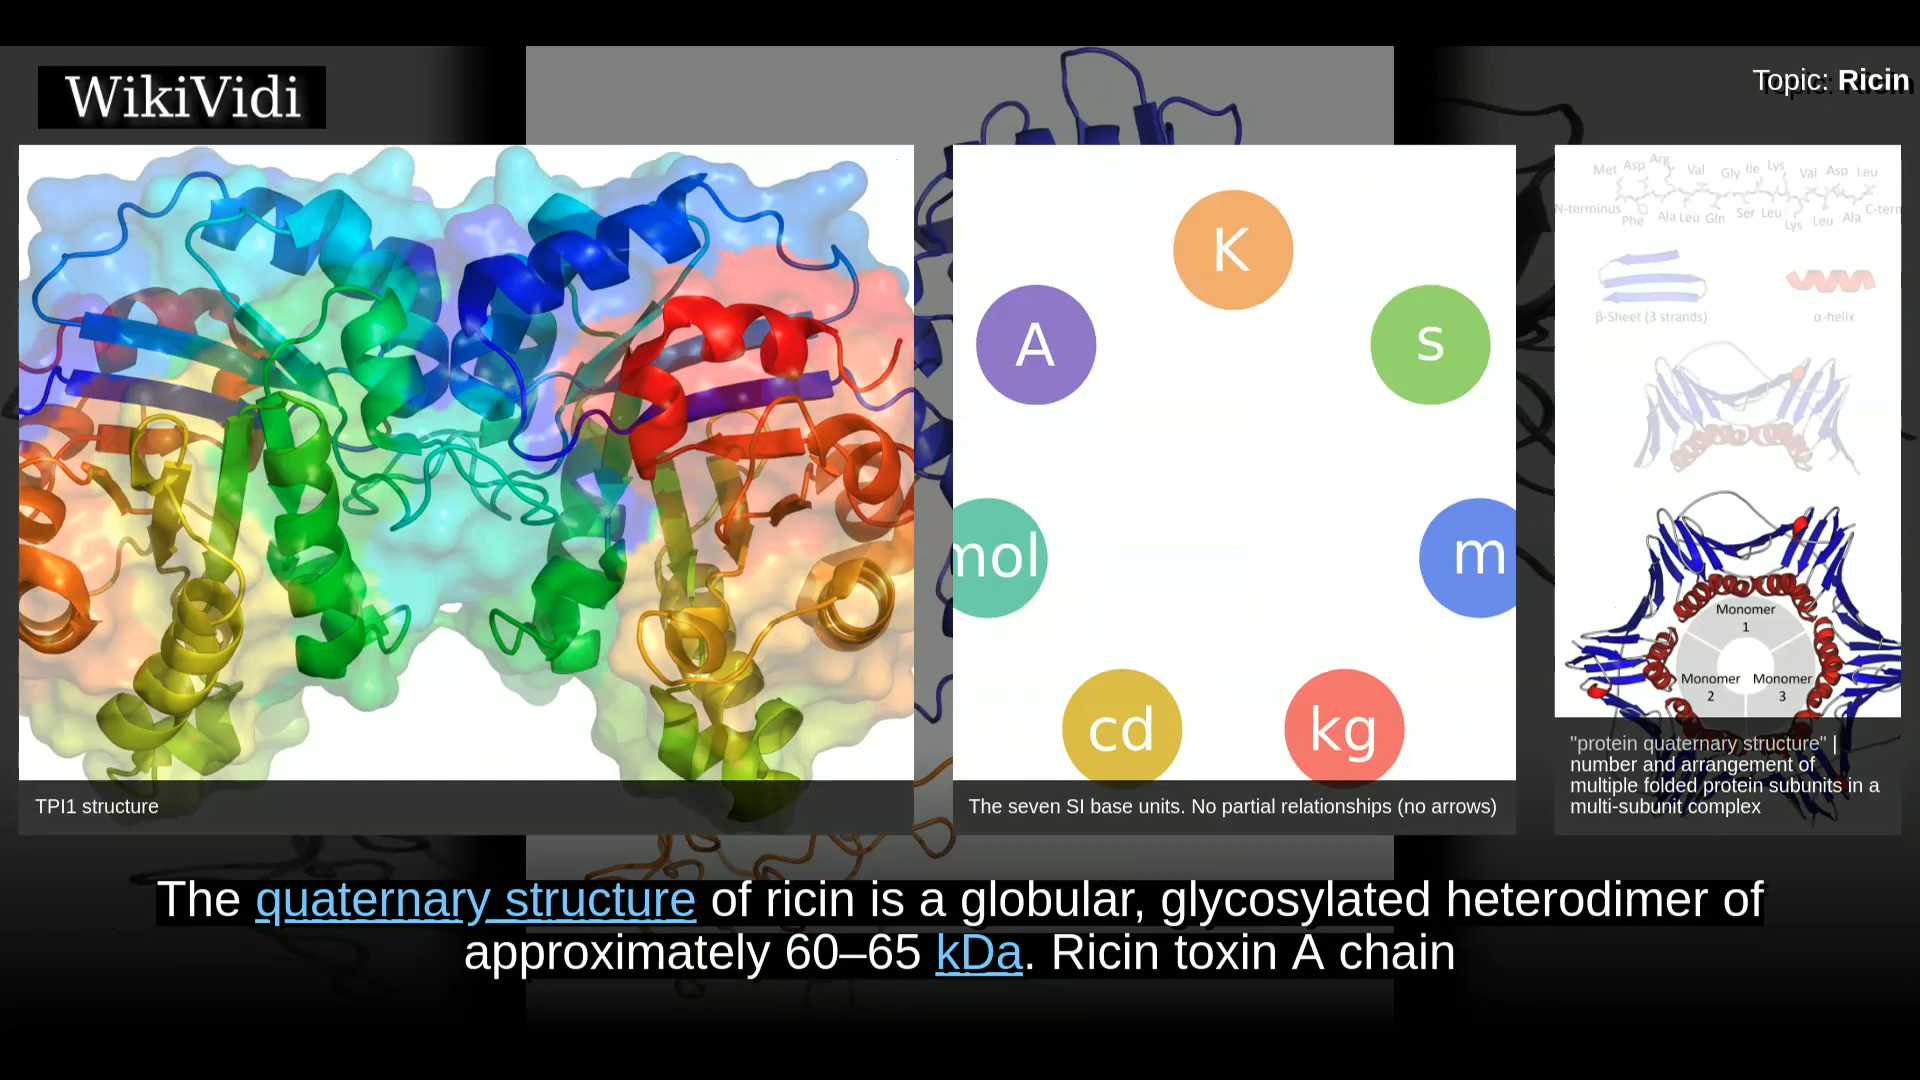 WikiVidi
Topic: Ricin
K
A
s
mol
m
cd
kg
TPI1 structure
The seven SI base units. No partial relationships (no arrows)
Met Asp Arg Val Gly Ile Lys Val Asp Leu
N-terminus Phe Ala Leu Gln Ser Leu Lys Leu Ala C-term
β-Sheet (3 strands) α-helix
Monomer
1
Monomer Monomer
2 3
"protein quaternary structure" |
number and arrangement of
multiple folded protein subunits in a
multi-subunit complex
The quaternary structure of ricin is a globular, glycosylated heterodimer of
approximately 60–65 kDa. Ricin toxin A chain